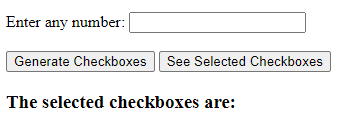 Enter any number:
Generate Checkboxes See Selected Checkboxes
The selected checkboxes are: